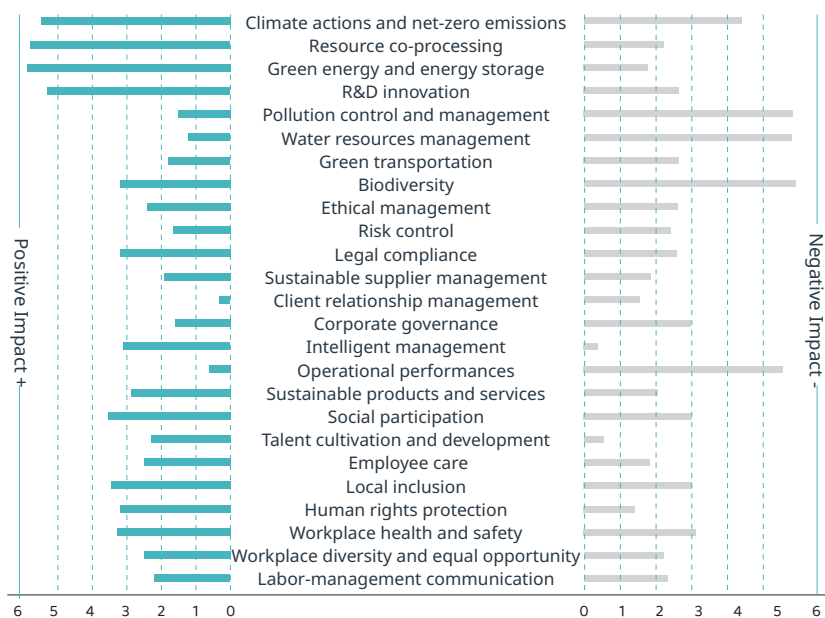 Climate actions and net-zero emissions
Resource co-processing
Green energy and energy storage
R&D innovation
Pollution control and management
Water resources management
Green transportation
Biodiversity
Ethical management
Risk control
Legal compliance
Sustainable supplier management
Client relationship management
Corporate governance
Intelligent management
Operational performances
Sustainable products and services
Social participation
Talent cultivation and development
Employee care
Local inclusion
Human rights protection
Workplace health and safety
Workplace diversity and equal opportunity
Labor-management communication
Positive Impact +
Negative Impact -
6 5 4 3 2 1 0
0 1 2 3 4 5 6